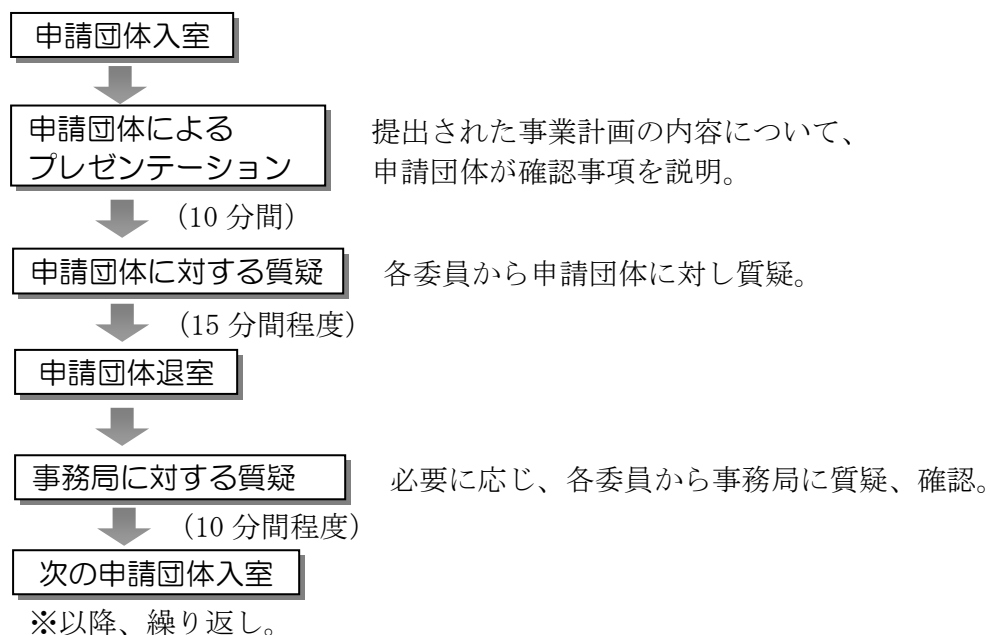 申請団体入室
申請団体による
プレゼンテーション
提出された事業計画の内容について、
申請団体が確認事項を説明。
（10 分間）
申請団体に対する質疑
各委員から申請団体に対し質疑。
（15 分間程度）
申請団体退室
事務局に対する質疑
必要に応じ、各委員から事務局に質疑、確認。
（10 分間程度）
次の申請団体入室
※以降、繰り返し。